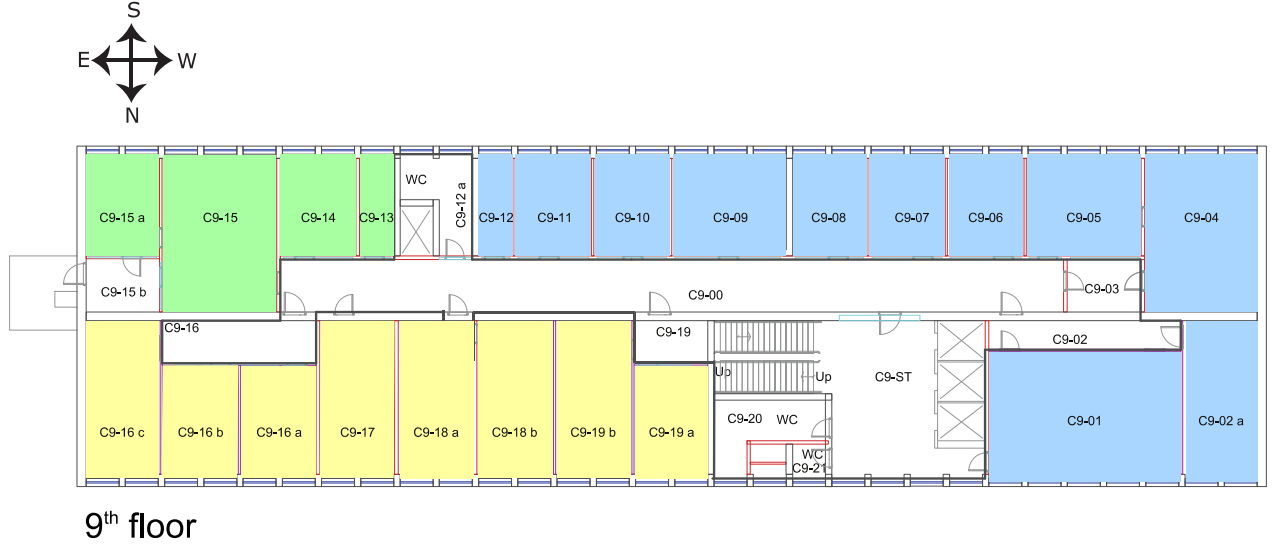 S
E W
N
WC
C9-12 a
C9-15 a
C9-15
C9-14
C9-13
C9-12
C9-11
C9-10
C9-09
C9-08
C9-07
C9-06
C9-05
C9-04
C9-15 b
C9-00
C9-03
C9-16
C9-19
C9-02
Up
Up
C9-ST
C9-16 c
C9-16 b
C9-16 a
C9-17
C9-18 a
C9-18 b
C9-19 b
C9-19 a
C9-20
WC
WC
C9-21
C9-01
C9-02 a
9th floor